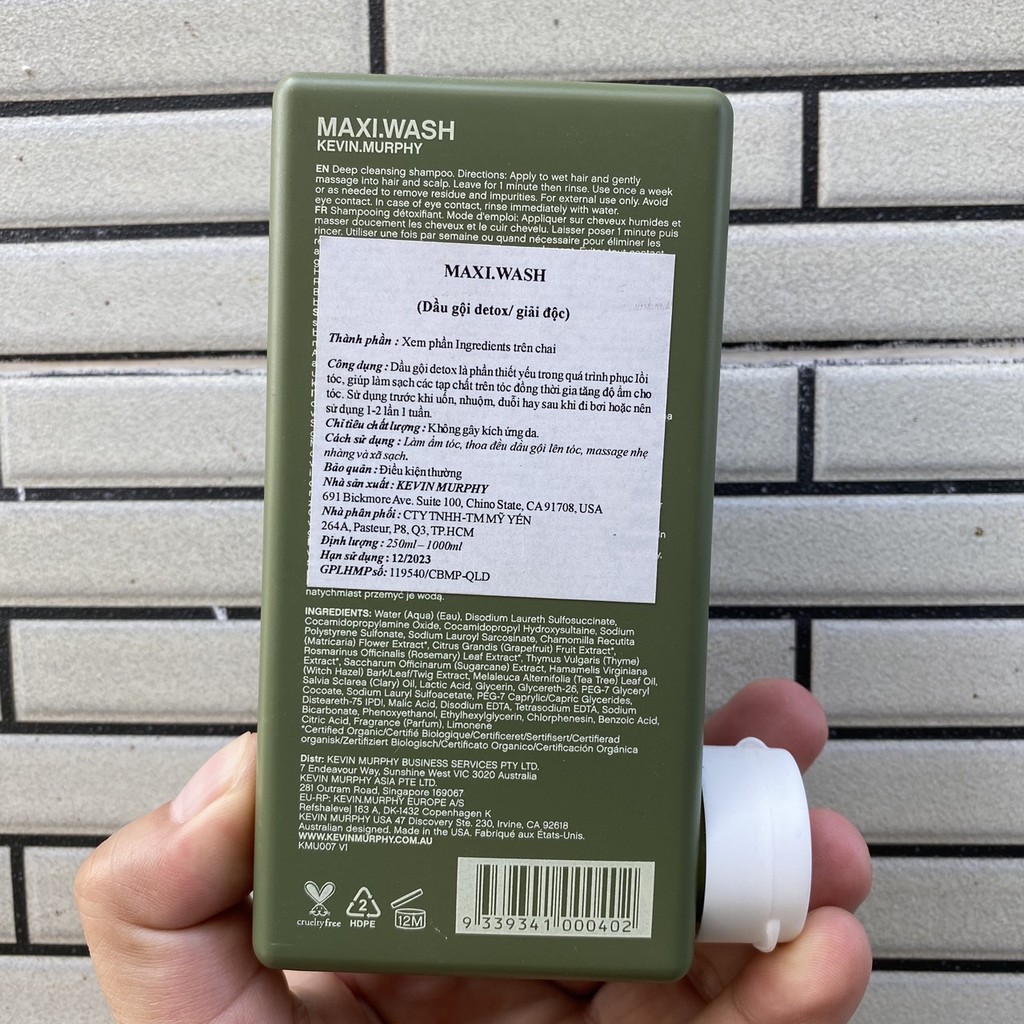 MAXI.WASH
KEVIN.MURPHY
EN Deep cleansing shampoo. Directions: Apply to wet hair and gently
massage into hair and scalp. Leave for 1 minute then rinse. Use once a week
or as needed to remove residue and impurities. For external use only. Avoid
eye contact. In case of eye contact, rinse immediately with water.
FR Shampooing détoxifiant. Mode d'emploi: Appliquer sur cheveux humides et
masser doucement les cheveux et le cuir chevelu. Laisser poser 1 minute puis
rincer. Utiliser une fois par semaine ou quand nécessaire pour éliminer les
MAXI.WASH
(Dầu gội detox/ giải độc)
Thành phần : Xem phần Ingredients trên chai
Công dụng : Dầu gội detox là phần thiết yếu trong quá trình phục lồi
tóc, giúp làm sạch các tạp chất trên tóc đồng thời gia tăng độ ẩm cho
tóc. Sử dụng trước khi uốn, nhuộm, duỗi hay sau khi đi bơi hoặc nên
sử dụng 1-2 lần 1 tuần.
Chỉ tiêu chất lượng : Không gây kích ứng da.
Cách sử dụng : Làm ẩm tóc, thoa đều dầu gội lên tóc, massage nhẹ
nhàng và xã sạch.
Bảo quản : Điều kiện thường
Nhà sản xuất : KEVIN MURPHY
691 Bickmore Ave. Suite 100, Chino State, CA 91708, USA
Nhà phân phối : CTY TNHH-TM MỸ YẾN
264A, Pasteur, P8, Q3, TP.HCM
Định lượng : 250ml – 1000ml
Hạn sử dụng : 12/2023
GPLHMP số: 119540/CBMP-QLD
natychmiast przemyć je wodą.
INGREDIENTS: Water (Aqua) (Eau), Disodium Laureth Sulfosuccinate,
Cocamidopropylamine Oxide, Cocamidopropyl Hydroxysultaine, Sodium
Polystyrene Sulfonate, Sodium Lauroyl Sarcosinate, Chamomilla Recutita
(Matricaria) Flower Extract*, Citrus Grandis (Grapefruit) Fruit Extract*,
Rosmarinus Officinalis (Rosemary) Leaf Extract*, Thymus Vulgaris (Thyme)
Extract*, Saccharum Officinarum (Sugarcane) Extract, Hamamelis Virginiana
(Witch Hazel) Bark/Leaf/Twig Extract, Melaleuca Alternifolia (Tea Tree) Leaf Oil,
Salvia Sclarea (Clary) Oil, Lactic Acid, Glycerin, Glycereth-26, PEG-7 Glyceryl
Cocoate, Sodium Lauryl Sulfoacetate, PEG-7 Caprylic/Capric Glycerides,
Disteareth-75 IPDI, Malic Acid, Disodium EDTA, Tetrasodium EDTA, Sodium
Bicarbonate, Phenoxyethanol, Ethylhexylglycerin, Chlorphenesin, Benzoic Acid,
Citric Acid, Fragrance (Parfum), Limonene
*Certified Organic/Certifié Biologique/Certificeret/Sertifisert/Certifierad
organisk/Zertifiziert Biologisch/Certificato Organico/Certificación Orgánica
Distr: KEVIN MURPHY BUSINESS SERVICES PTY LTD.
7 Endeavour Way, Sunshine West VIC 3020 Australia
KEVIN MURPHY ASIA PTE LTD.
281 Outram Road, Singapore 169067
EU-RP: KEVIN.MURPHY EUROPE A/S
Refshalevej 163 A, DK-1432 Copenhagen K
KEVIN MURPHY USA 47 Discovery Ste. 230, Irvine, CA 92618
Australian designed. Made in the USA. Fabriqué aux États-Unis.
WWW.KEVINMURPHY.COM.AU
KMU007 V1
crueltyfree
2
HDPE
12M
9 339341 000402